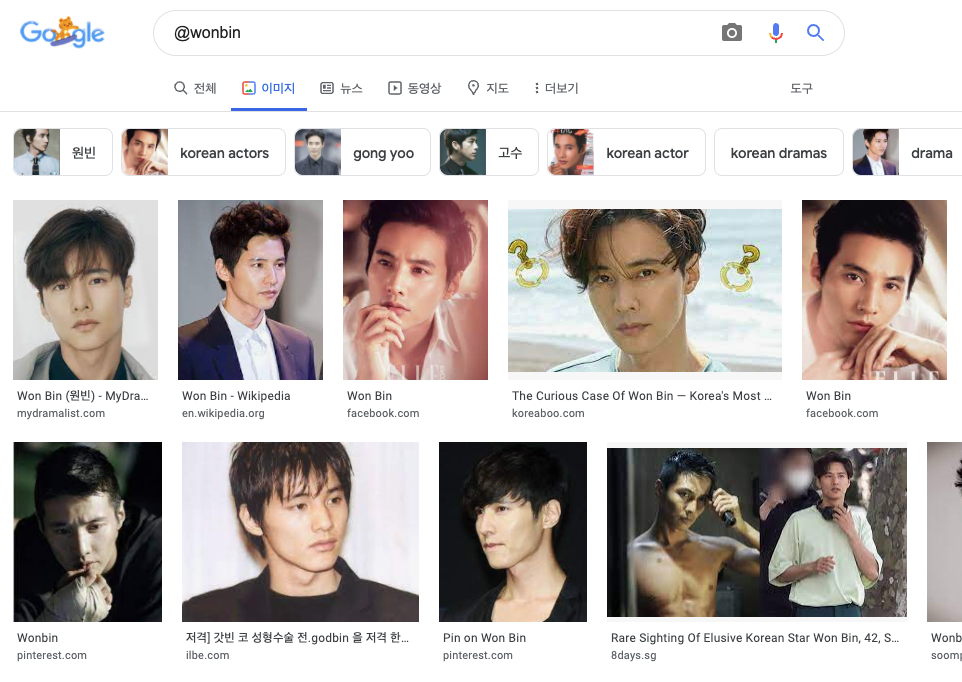 Google
@wonbin
전체
이미지
뉴스
동영상
지도
더보기
도구
원빈
korean actors
gong yoo
고수
korean actor
korean dramas
drama
ELLE
ELLE
Won Bin (원빈) - MyDra...
mydramalist.com
Won Bin - Wikipedia
en.wikipedia.org
Won Bin
facebook.com
The Curious Case Of Won Bin — Korea's Most ...
koreaboo.com
Won Bin
facebook.com
Wonbin
pinterest.com
저격] 갓빈 코 성형수술 전.godbin 을 저격 한...
ilbe.com
Pin on Won Bin
pinterest.com
Rare Sighting Of Elusive Korean Star Won Bin, 42, S...
8days.sg
Wonb
soomp